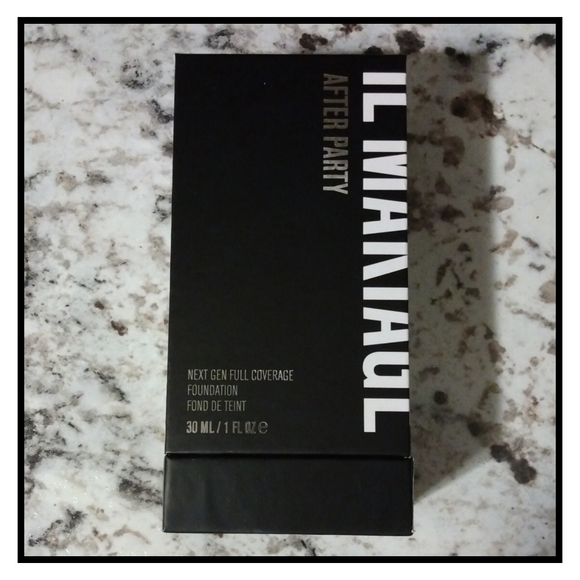 IL MAKIAGE
AFTER PARTY
NEXT GEN FULL COVERAGE
FOUNDATION
FOND DE TEINT
30 ML / 1 FL OZ ℮